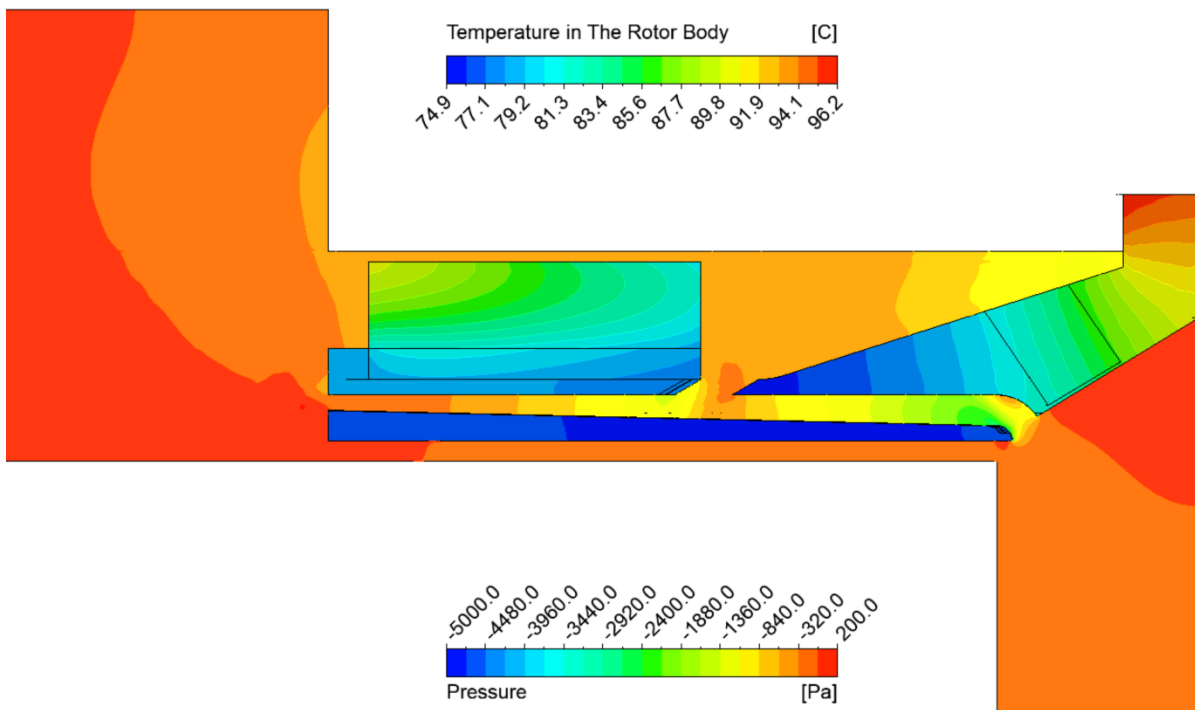 Temperature in The Rotor Body [C]
74.9 77.1 79.2 81.3 83.4 85.6 87.7 89.8 91.9 94.1 96.2
-5000.0 -4480.0 -3960.0 -3440.0 -2920.0 -2400.0 -1880.0 -1360.0 -840.0 -320.0 200.0
Pressure [Pa]